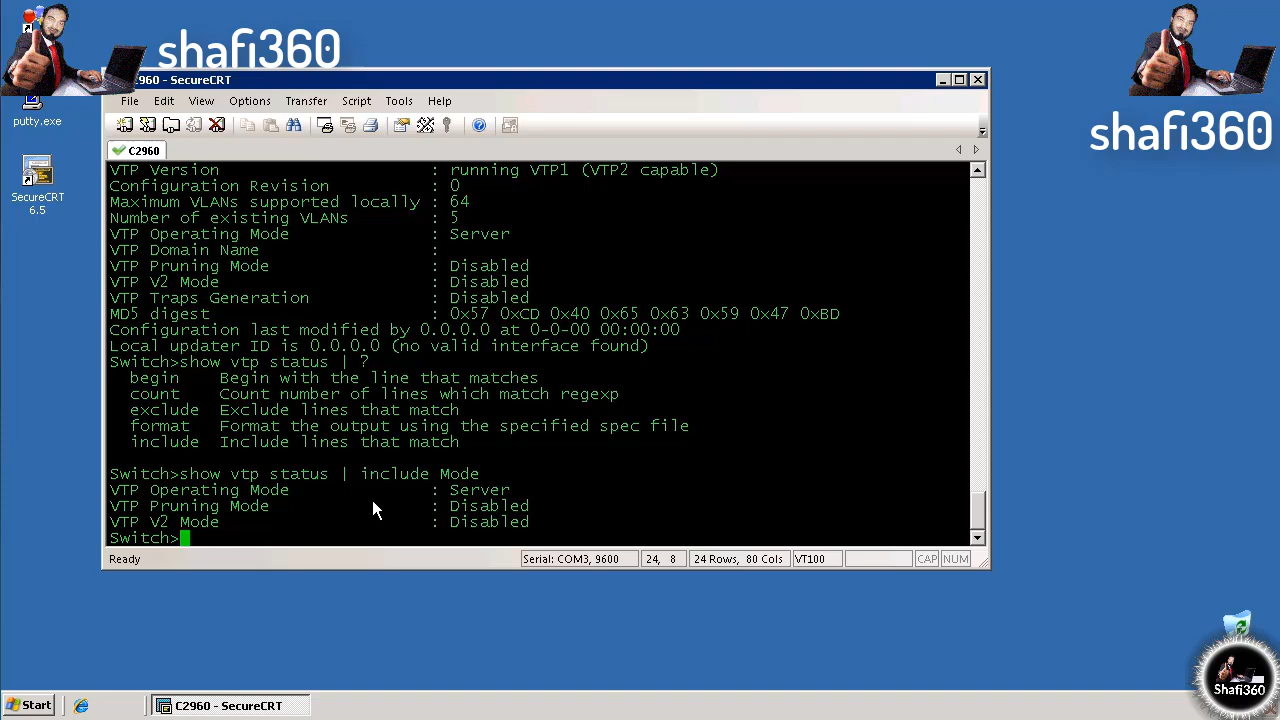 shafi360
shafi360
putty.exe
SecureCRT
6.5
2960 - SecureCRT
File Edit View Options Transfer Script Tools Help
C2960
VTP Version : running VTP1 (VTP2 capable)
Configuration Revision : 0
Maximum VLANs supported locally : 64
Number of existing VLANs : 5
VTP Operating Mode : Server
VTP Domain Name :
VTP Pruning Mode : Disabled
VTP V2 Mode : Disabled
VTP Traps Generation : Disabled
MD5 digest : 0x57 0xCD 0x40 0x65 0x63 0x59 0x47 0xBD
Configuration last modified by 0.0.0.0 at 0-0-00 00:00:00
Local updater ID is 0.0.0.0 (no valid interface found)
Switch>show vtp status | ?
begin Begin with the line that matches
count Count number of lines which match regexp
exclude Exclude lines that match
format Format the output using the specified spec file
include Include lines that match
Switch>show vtp status | include Mode
VTP Operating Mode : Server
VTP Pruning Mode : Disabled
VTP V2 Mode : Disabled
Switch>
Ready Serial: COM3, 9600 24, 8 24 Rows, 80 Cols VT100 CAP NUM
Shafi360
Start C2960 - SecureCRT